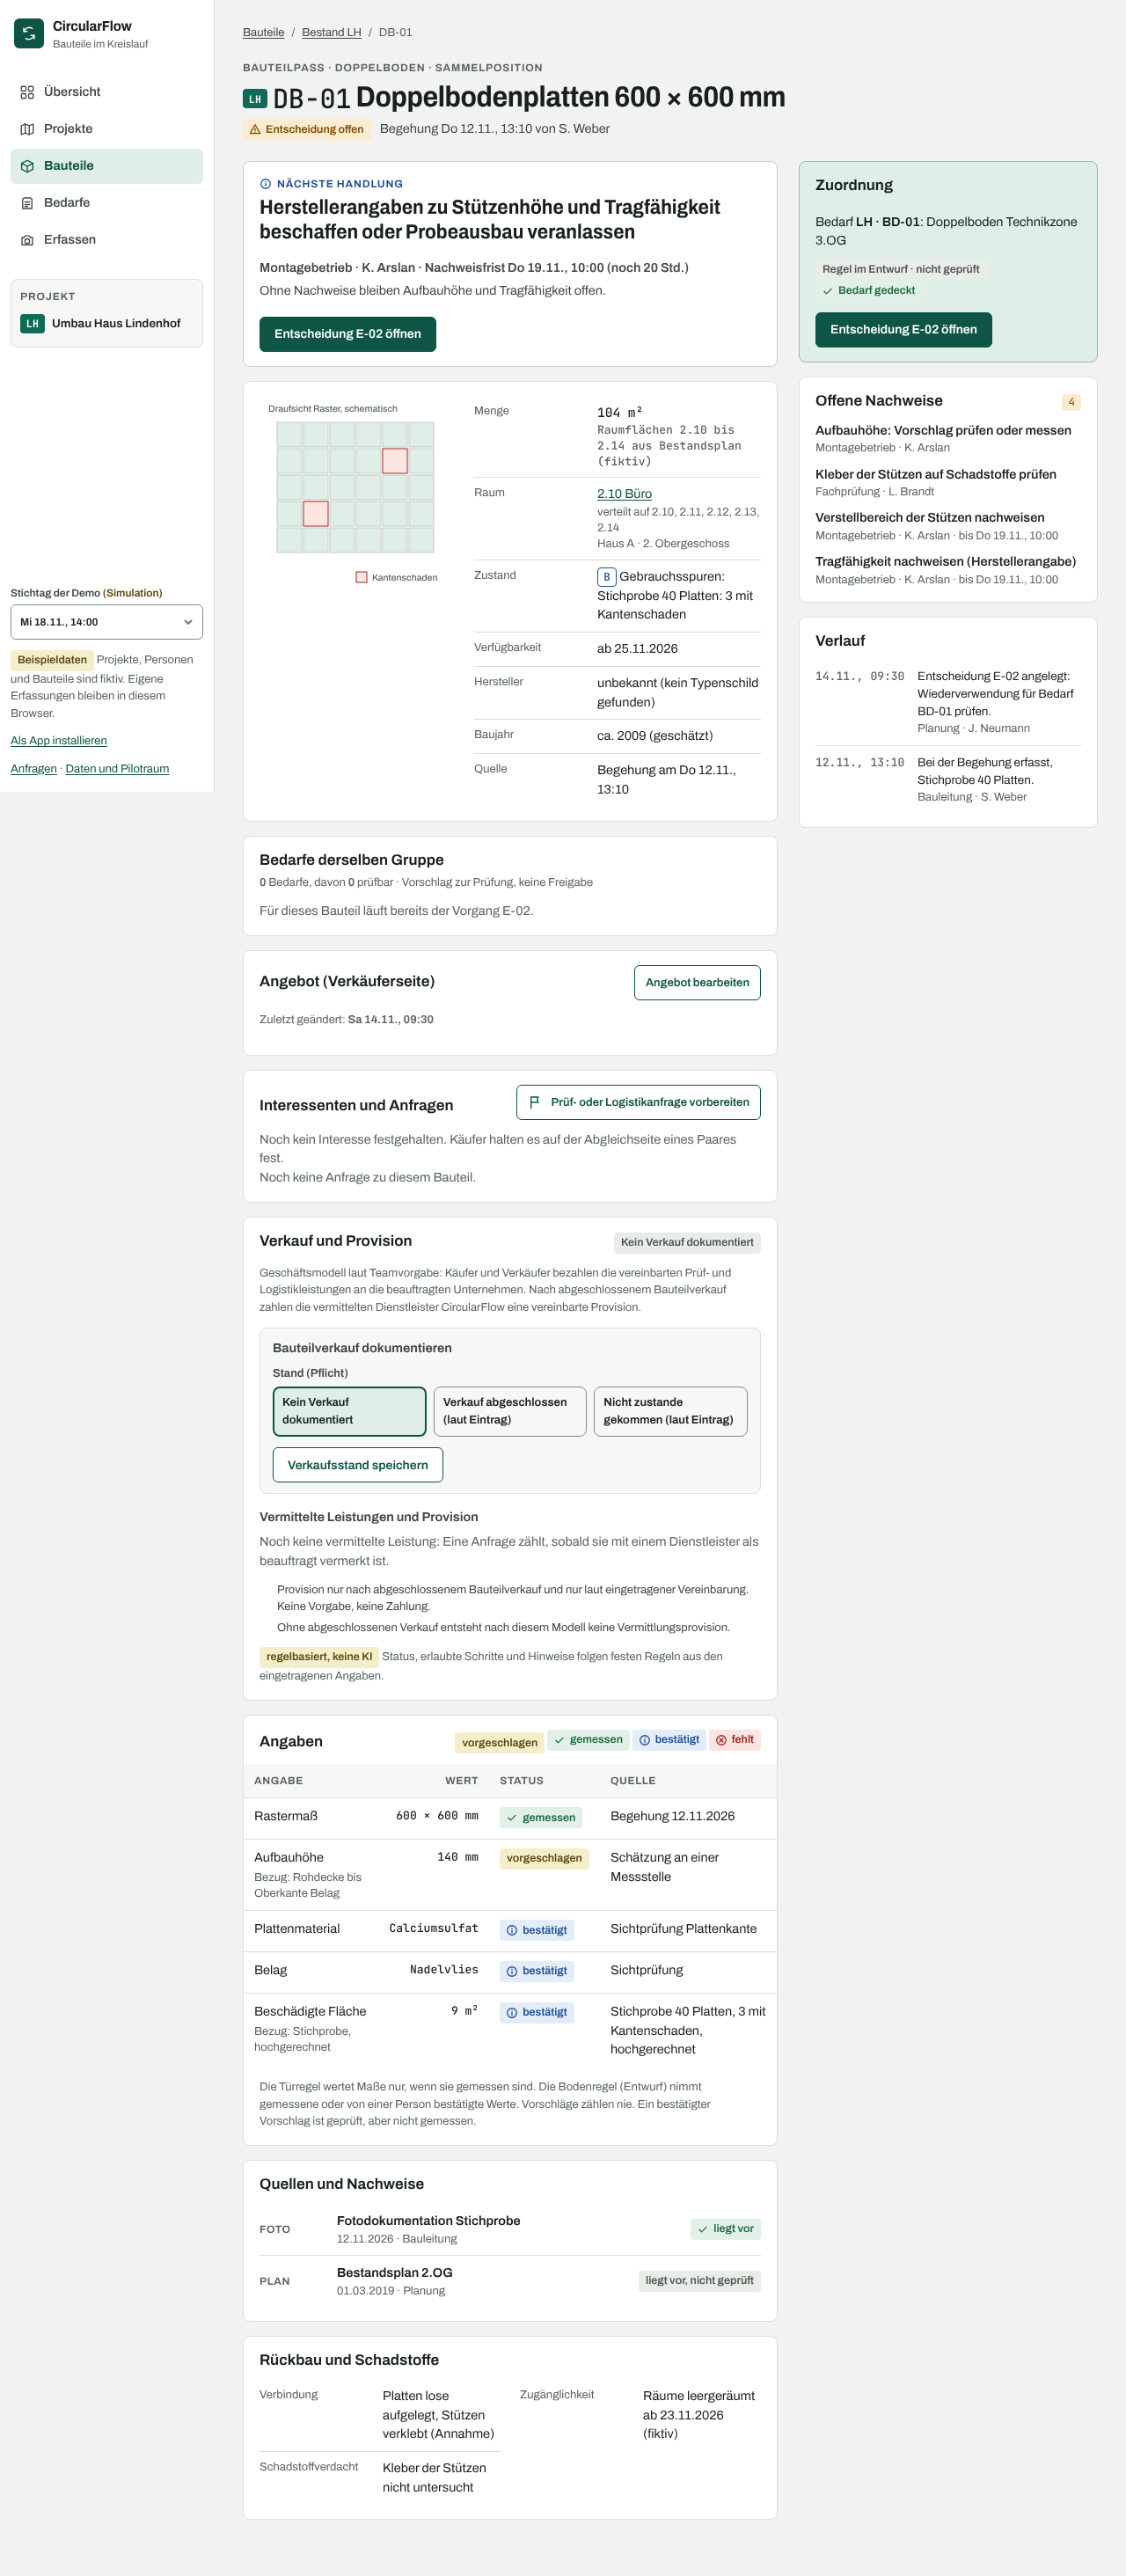 CircularFlow
Bauteile im Kreislauf
Übersicht
Projekte
Bauteile
Bedarfe
Erfassen
PROJEKT
LH Umbau Haus Lindenhof
Stichtag der Demo (Simulation)
Mi 18.11., 14:00
Beispieldaten Projekte, Personen
und Bauteile sind fiktiv. Eigene
Erfassungen bleiben in diesem
Browser.
Als App installieren
Anfragen · Daten und Pilotraum
Bauteile / Bestand LH / DB-01
BAUTEILPASS · DOPPELBODEN · SAMMELPOSITION
LH DB-01 Doppelbodenplatten 600 × 600 mm
Entscheidung offen Begehung Do 12.11., 13:10 von S. Weber
NÄCHSTE HANDLUNG
Herstellerangaben zu Stützenhöhe und Tragfähigkeit
beschaffen oder Probeausbau veranlassen
Montagebetrieb · K. Arslan · Nachweisfrist Do 19.11., 10:00 (noch 20 Std.)
Ohne Nachweise bleiben Aufbauhöhe und Tragfähigkeit offen.
Entscheidung E-02 öffnen
Draufsicht Raster, schematisch
Kantenschaden
Menge
104 m²
Raumflächen 2.10 bis
2.14 aus Bestandsplan
(fiktiv)
Raum
2.10 Büro
verteilt auf 2.10, 2.11, 2.12, 2.13,
2.14
Haus A · 2. Obergeschoss
Zustand
B Gebrauchsspuren:
Stichprobe 40 Platten: 3 mit
Kantenschaden
Verfügbarkeit
ab 25.11.2026
Hersteller
unbekannt (kein Typenschild
gefunden)
Baujahr
ca. 2009 (geschätzt)
Quelle
Begehung am Do 12.11.,
13:10
Bedarfe derselben Gruppe
0 Bedarfe, davon 0 prüfbar · Vorschlag zur Prüfung, keine Freigabe
Für dieses Bauteil läuft bereits der Vorgang E-02.
Angebot (Verkäuferseite)
Angebot bearbeiten
Zuletzt geändert: Sa 14.11., 09:30
Interessenten und Anfragen
Prüf- oder Logistikanfrage vorbereiten
Noch kein Interesse festgehalten. Käufer halten es auf der Abgleichseite eines Paares
fest.
Noch keine Anfrage zu diesem Bauteil.
Verkauf und Provision
Kein Verkauf dokumentiert
Geschäftsmodell laut Teamvorgabe: Käufer und Verkäufer bezahlen die vereinbarten Prüf- und
Logistikleistungen an die beauftragten Unternehmen. Nach abgeschlossenem Bauteilverkauf
zahlen die vermittelten Dienstleister CircularFlow eine vereinbarte Provision.
Bauteilverkauf dokumentieren
Stand (Pflicht)
Kein Verkauf
dokumentiert
Verkauf abgeschlossen
(laut Eintrag)
Nicht zustande
gekommen (laut Eintrag)
Verkaufsstand speichern
Vermittelte Leistungen und Provision
Noch keine vermittelte Leistung: Eine Anfrage zählt, sobald sie mit einem Dienstleister als
beauftragt vermerkt ist.
Provision nur nach abgeschlossenem Bauteilverkauf und nur laut eingetragener Vereinbarung.
Keine Vorgabe, keine Zahlung.
Ohne abgeschlossenen Verkauf entsteht nach diesem Modell keine Vermittlungsprovision.
regelbasiert, keine KI Status, erlaubte Schritte und Hinweise folgen festen Regeln aus den
eingetragenen Angaben.
Angaben
vorgeschlagen gemessen bestätigt fehlt
ANGABE WERT STATUS QUELLE
Rastermaß 600 × 600 mm gemessen Begehung 12.11.2026
Aufbauhöhe 140 mm vorgeschlagen Schätzung an einer
Messstelle
Bezug: Rohdecke bis
Oberkante Belag
Plattenmaterial Calciumsulfat bestätigt Sichtprüfung Plattenkante
Belag Nadelvlies bestätigt Sichtprüfung
Beschädigte Fläche 9 m² bestätigt Stichprobe 40 Platten, 3 mit
Kantenschaden,
hochgerechnet
Bezug: Stichprobe,
hochgerechnet
Die Türregel wertet Maße nur, wenn sie gemessen sind. Die Bodenregel (Entwurf) nimmt
gemessene oder von einer Person bestätigte Werte. Vorschläge zählen nie. Ein bestätigter
Vorschlag ist geprüft, aber nicht gemessen.
Quellen und Nachweise
FOTO
Fotodokumentation Stichprobe
12.11.2026 · Bauleitung
liegt vor
PLAN
Bestandsplan 2.OG
01.03.2019 · Planung
liegt vor, nicht geprüft
Rückbau und Schadstoffe
Verbindung
Platten lose
aufgelegt, Stützen
verklebt (Annahme)
Zugänglichkeit
Räume leergeräumt
ab 23.11.2026
(fiktiv)
Schadstoffverdacht
Kleber der Stützen
nicht untersucht
Zuordnung
Bedarf LH · BD-01: Doppelboden Technikzone
3.OG
Regel im Entwurf · nicht geprüft
Bedarf gedeckt
Entscheidung E-02 öffnen
Offene Nachweise
4
Aufbauhöhe: Vorschlag prüfen oder messen
Montagebetrieb · K. Arslan
Kleber der Stützen auf Schadstoffe prüfen
Fachprüfung · L. Brandt
Verstellbereich der Stützen nachweisen
Montagebetrieb · K. Arslan · bis Do 19.11., 10:00
Tragfähigkeit nachweisen (Herstellerangabe)
Montagebetrieb · K. Arslan · bis Do 19.11., 10:00
Verlauf
14.11., 09:30
Entscheidung E-02 angelegt:
Wiederverwendung für Bedarf
BD-01 prüfen.
Planung · J. Neumann
12.11., 13:10
Bei der Begehung erfasst,
Stichprobe 40 Platten.
Bauleitung · S. Weber